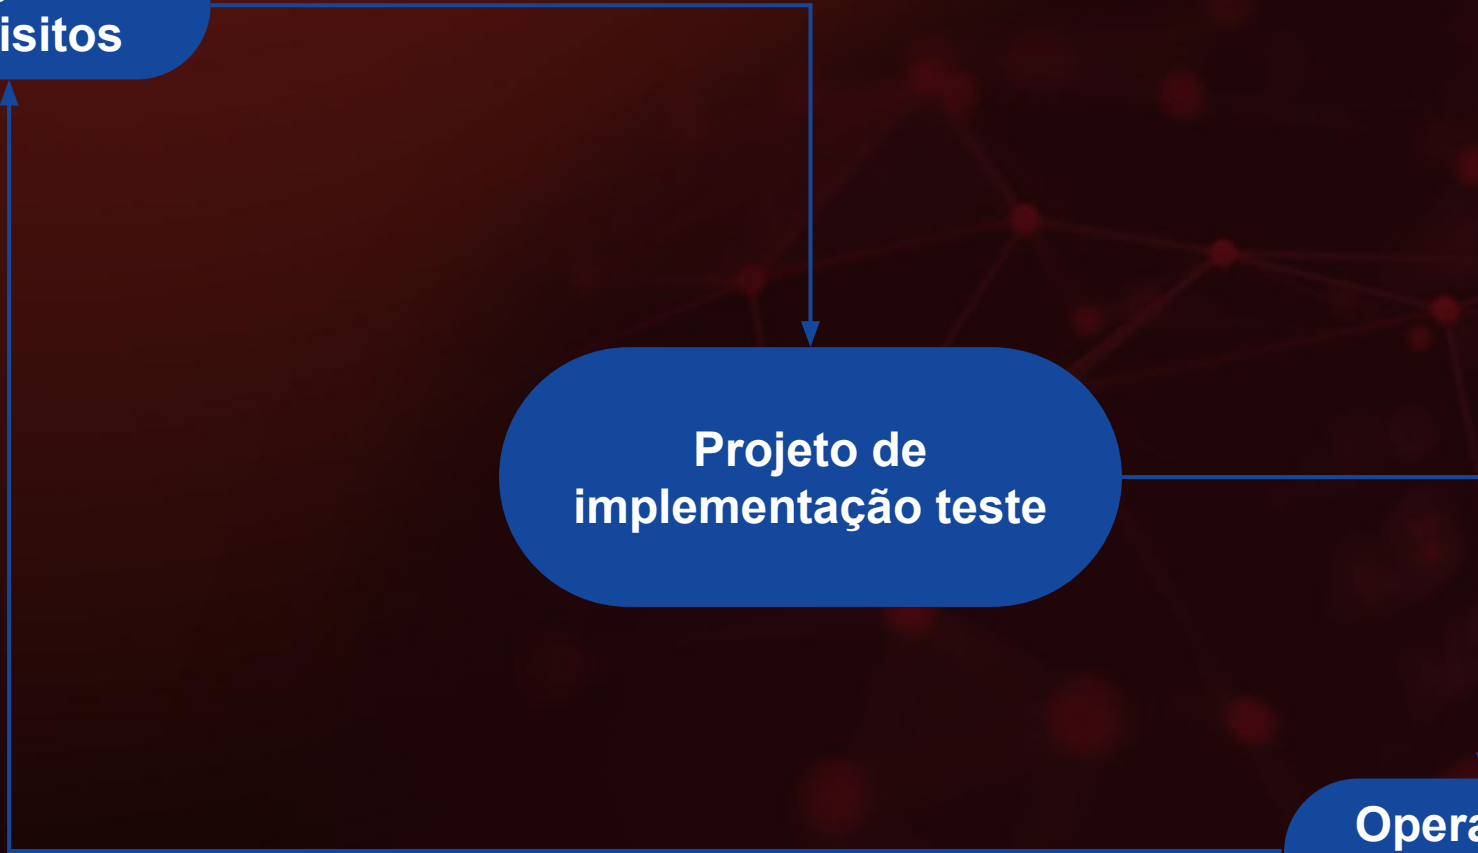 isitos
Projeto de
implementação teste
Opera